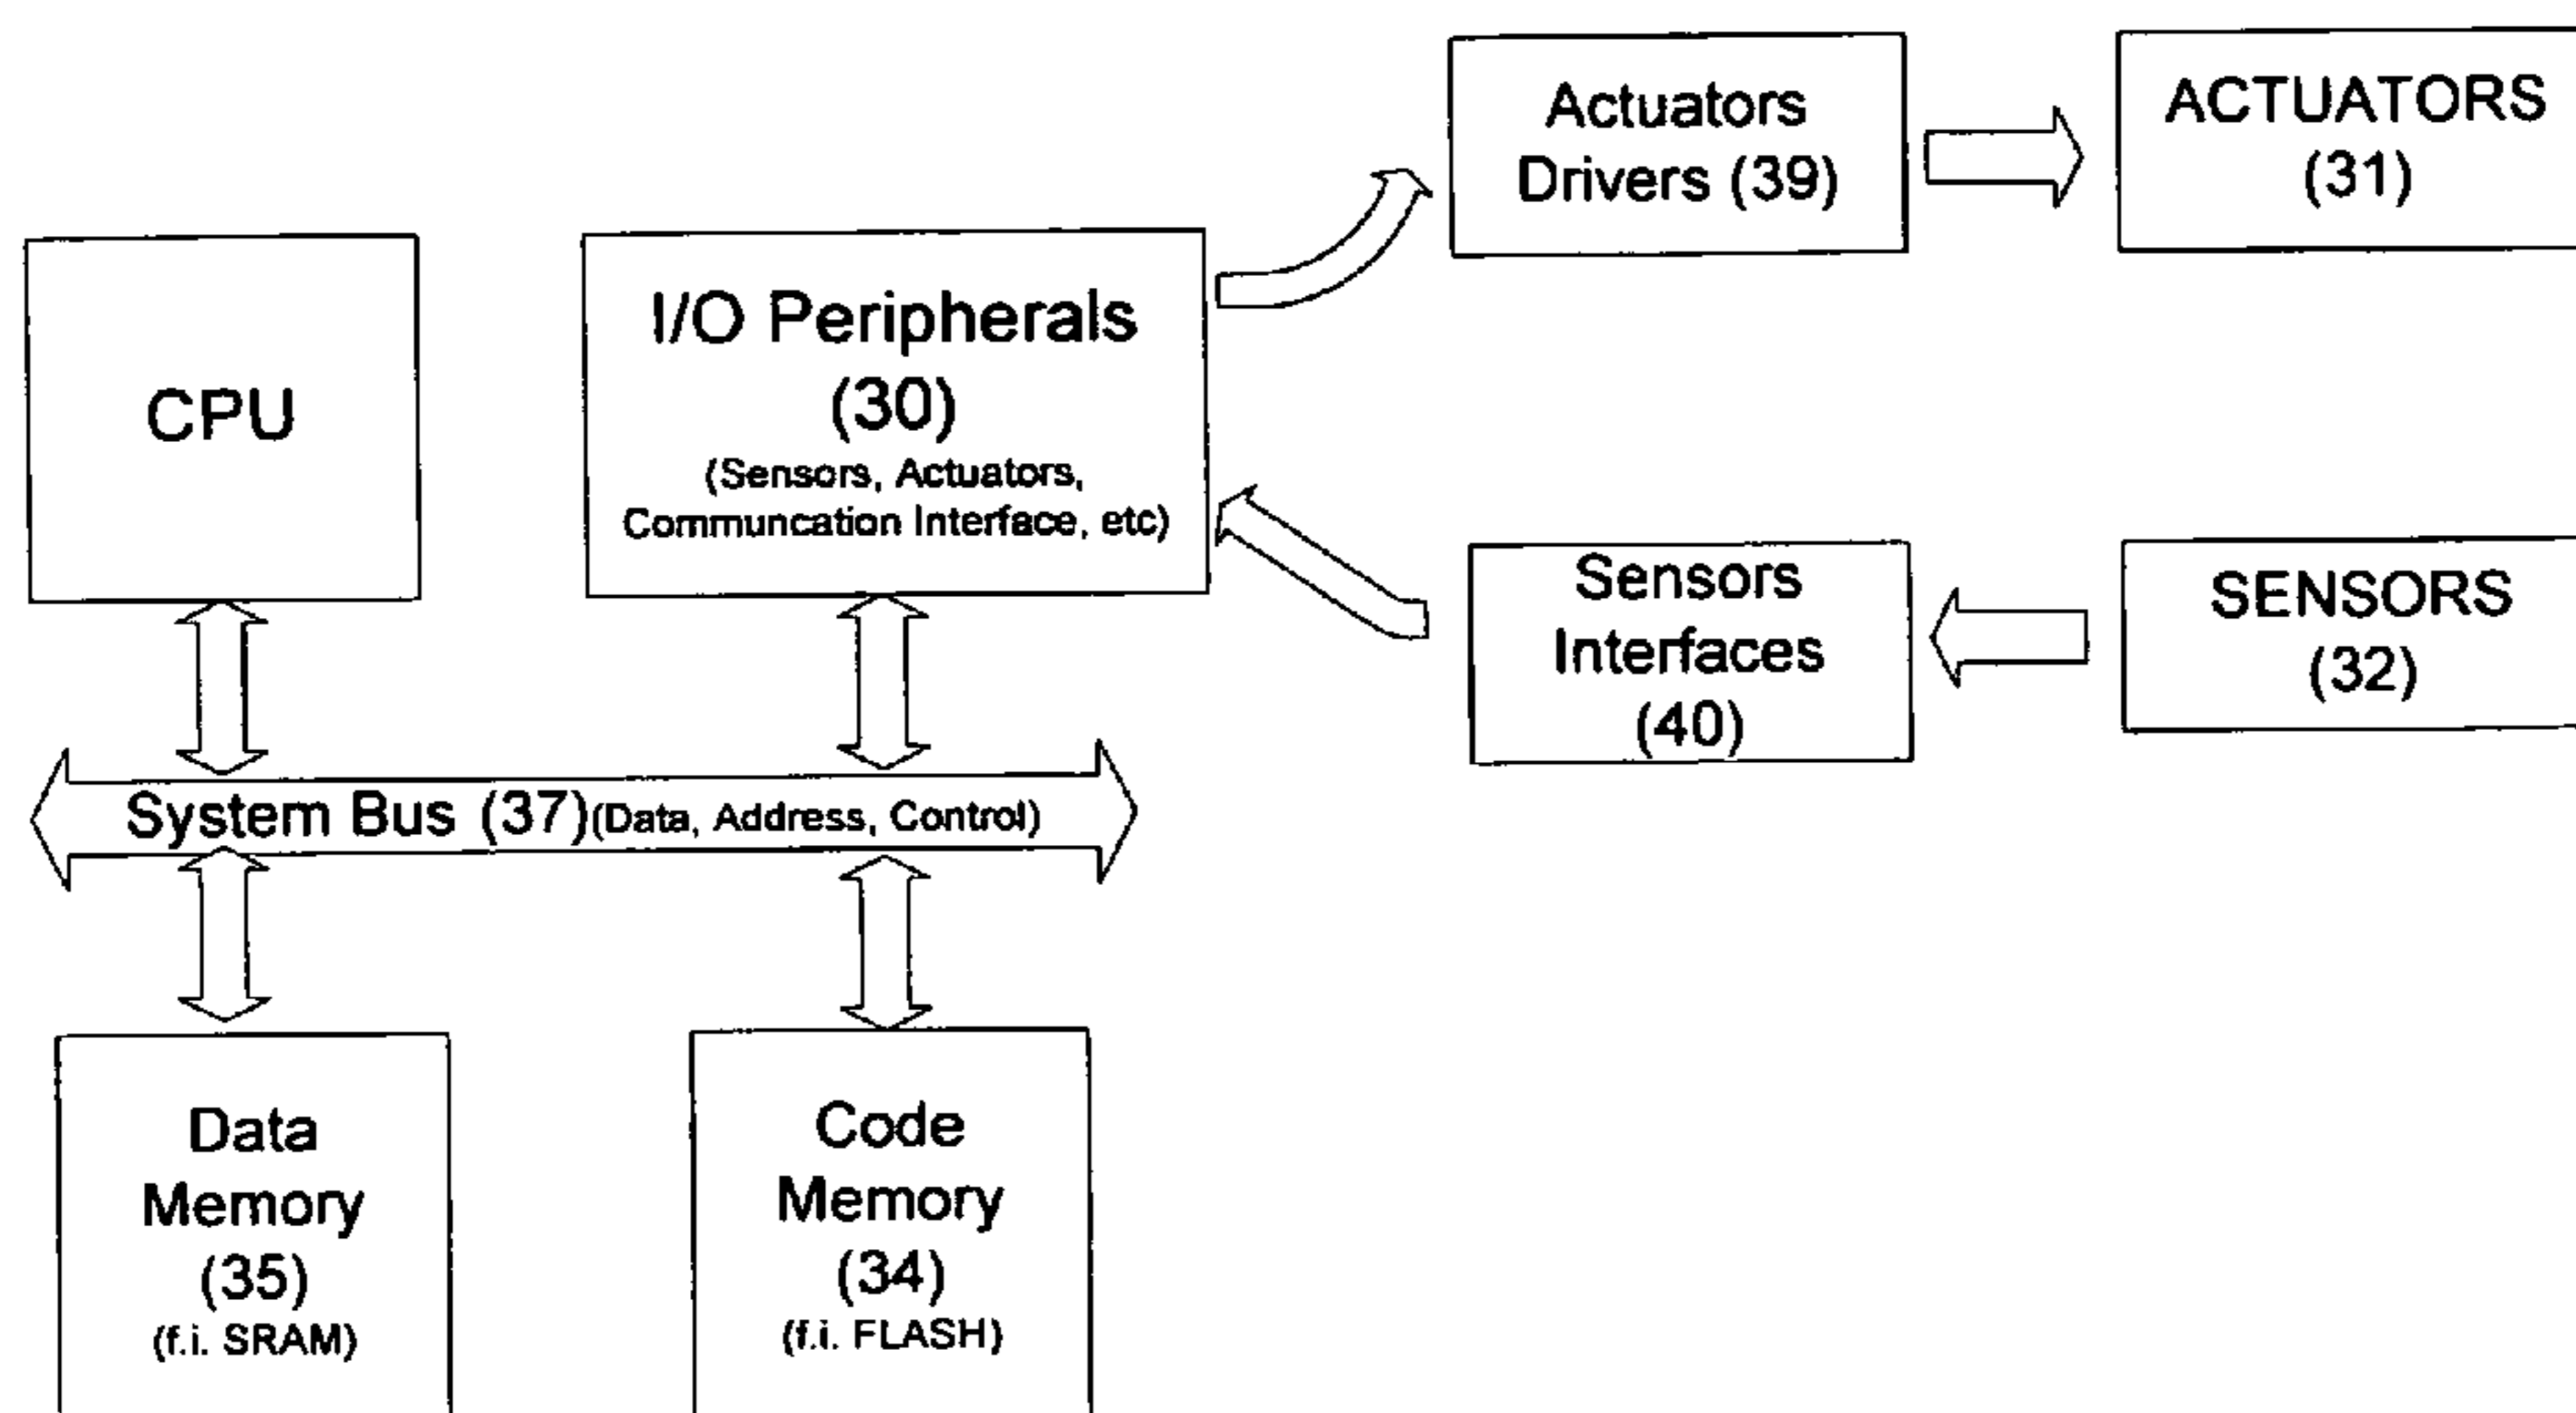 Actuators
Drivers (39)
ACTUATORS
(31)
CPU
I/O Peripherals
(30)
(Sensors, Actuators,
Communcation Interface, etc)
Sensors
Interfaces
(40)
SENSORS
(32)
System Bus (37)(Data, Address, Control)
Data
Memory
(35)
(f.i. SRAM)
Code
Memory
(34)
(f.i. FLASH)